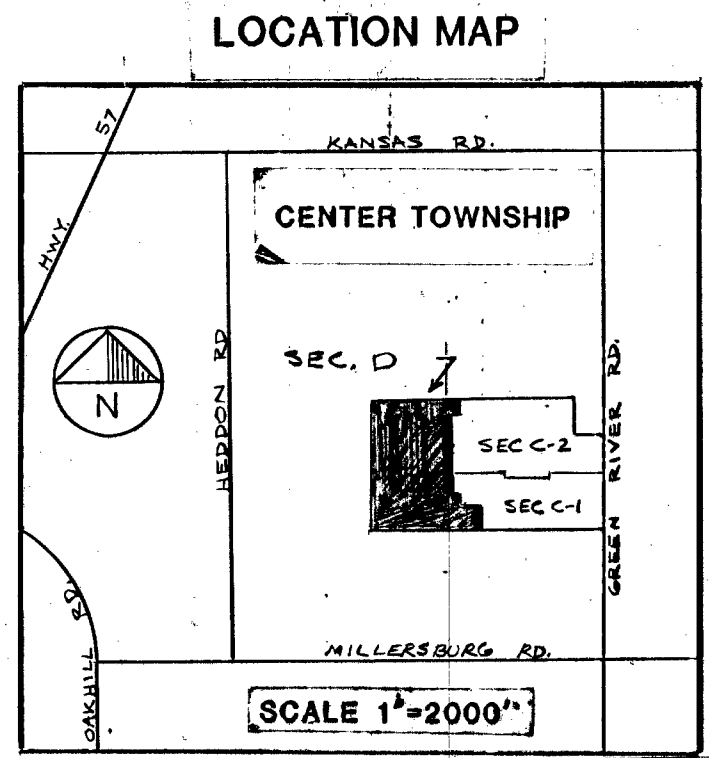 LOCATION MAP
HWY. 57
KANSAS RD.
CENTER TOWNSHIP
N
HEDDON RD
SEC. D
7
SEC C-2
SEC C-1
GREEN RIVER RD.
MILLERSBURG RD.
OAKHILL RD.
SCALE 1"=2000'